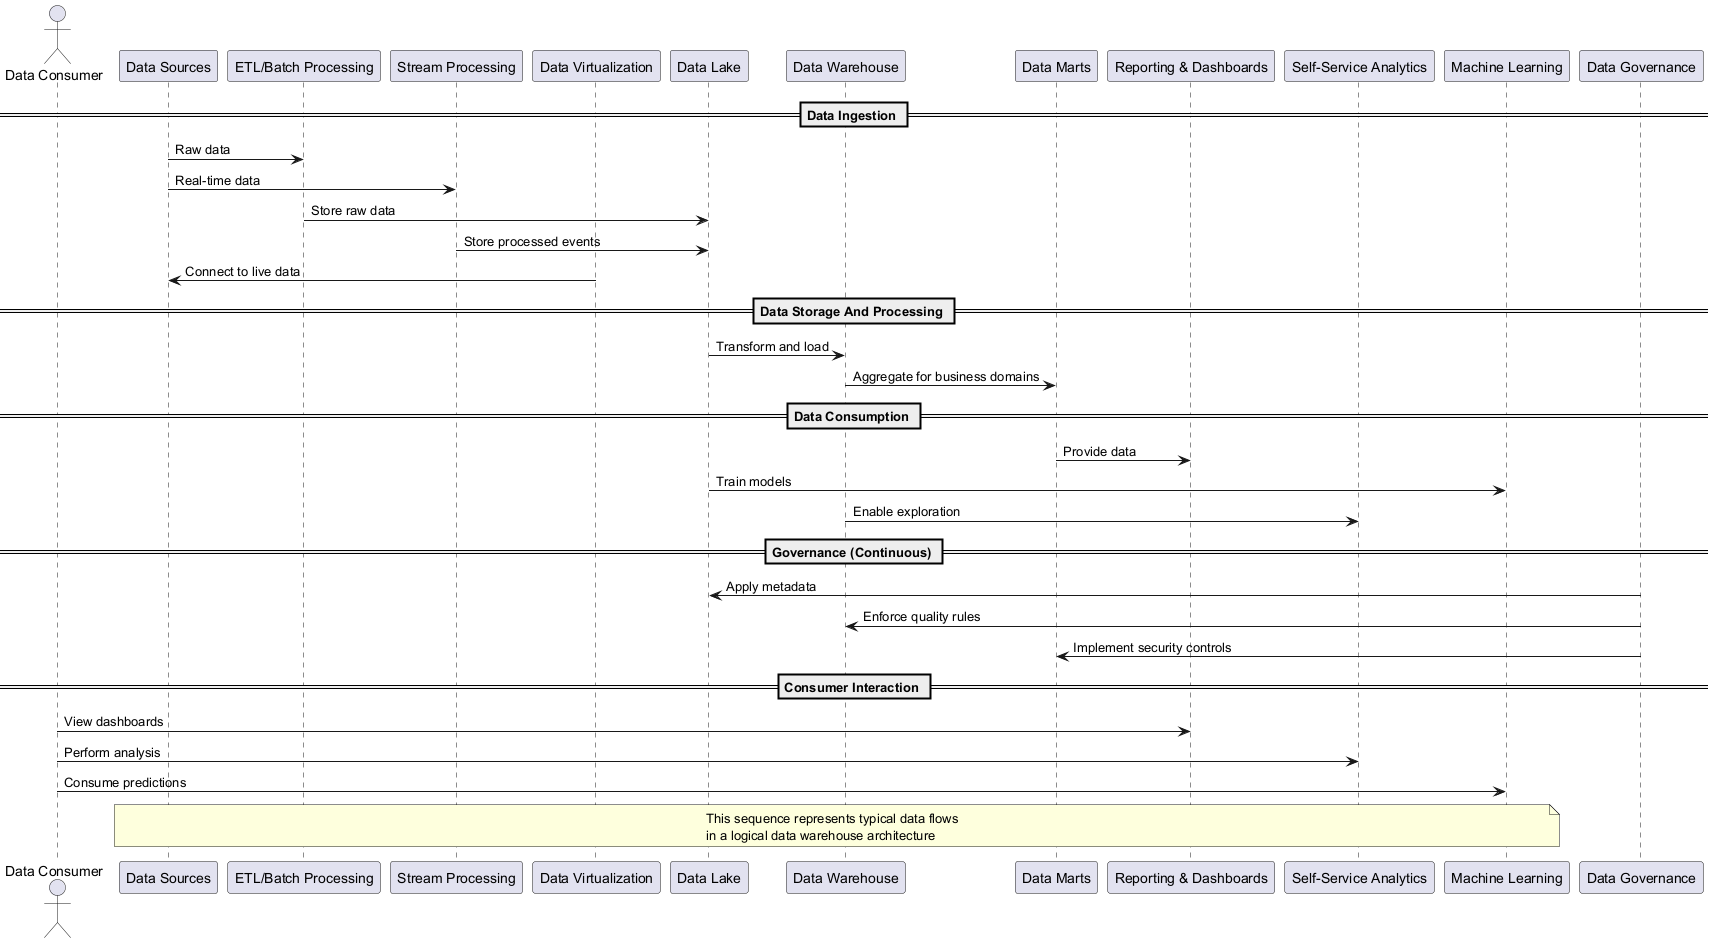 Data Consumer
Data Sources
ETL/Batch Processing
Stream Processing
Data Virtualization
Data Lake
Data Warehouse
Data Marts
Reporting & Dashboards
Self-Service Analytics
Machine Learning
Data Governance
Data Ingestion
Raw data
Real-time data
Store raw data
Store processed events
Connect to live data
Data Storage And Processing
Transform and load
Aggregate for business domains
Data Consumption
Provide data
Train models
Enable exploration
Governance (Continuous)
Apply metadata
Enforce quality rules
Implement security controls
Consumer Interaction
View dashboards
Perform analysis
Consume predictions
This sequence represents typical data flows
in a logical data warehouse architecture
Data Consumer
Data Sources
ETL/Batch Processing
Stream Processing
Data Virtualization
Data Lake
Data Warehouse
Data Marts
Reporting & Dashboards
Self-Service Analytics
Machine Learning
Data Governance